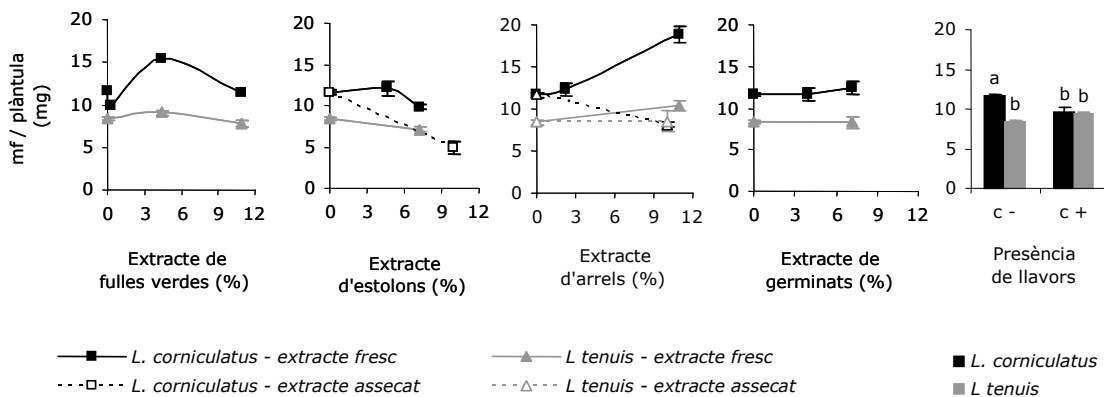 mf / plàntula
(mg)
20
15
10
5
0
0 3 6 9 12
Extracte de
fulles verdes (%)
20
15
10
5
0
0 3 6 9 12
Extracte
d'estolons (%)
20
15
10
5
0
0 3 6 9 12
Extracte
d'arrels (%)
20
15
10
5
0
0 3 6 9 12
Extracte de
germinats (%)
20
15
10
5
0
a b b b
c - c +
Presència
de llavors
L. corniculatus - extracte fresc
L. corniculatus - extracte assecat
L tenuis - extracte fresc
L tenuis - extracte assecat
L. corniculatus
L tenuis